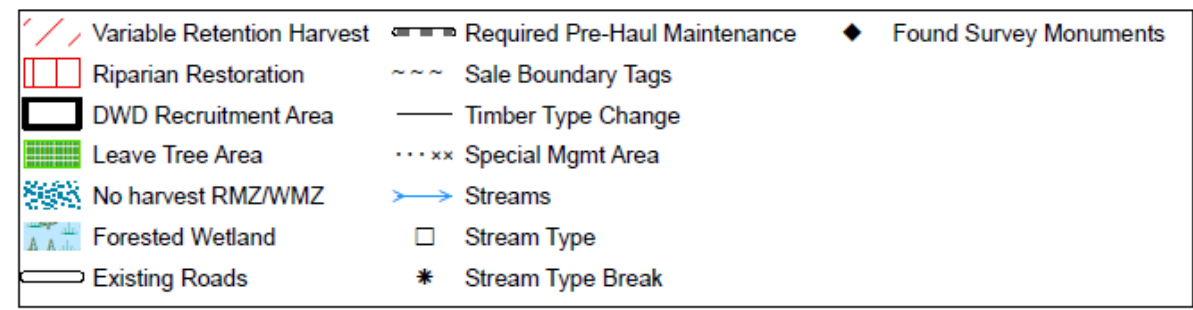 Variable Retention Harvest Required Pre-Haul Maintenance Found Survey Monuments
Riparian Restoration Sale Boundary Tags
DWD Recruitment Area Timber Type Change
Leave Tree Area Special Mgmt Area
No harvest RMZ/WMZ Streams
Forested Wetland Stream Type
Existing Roads Stream Type Break